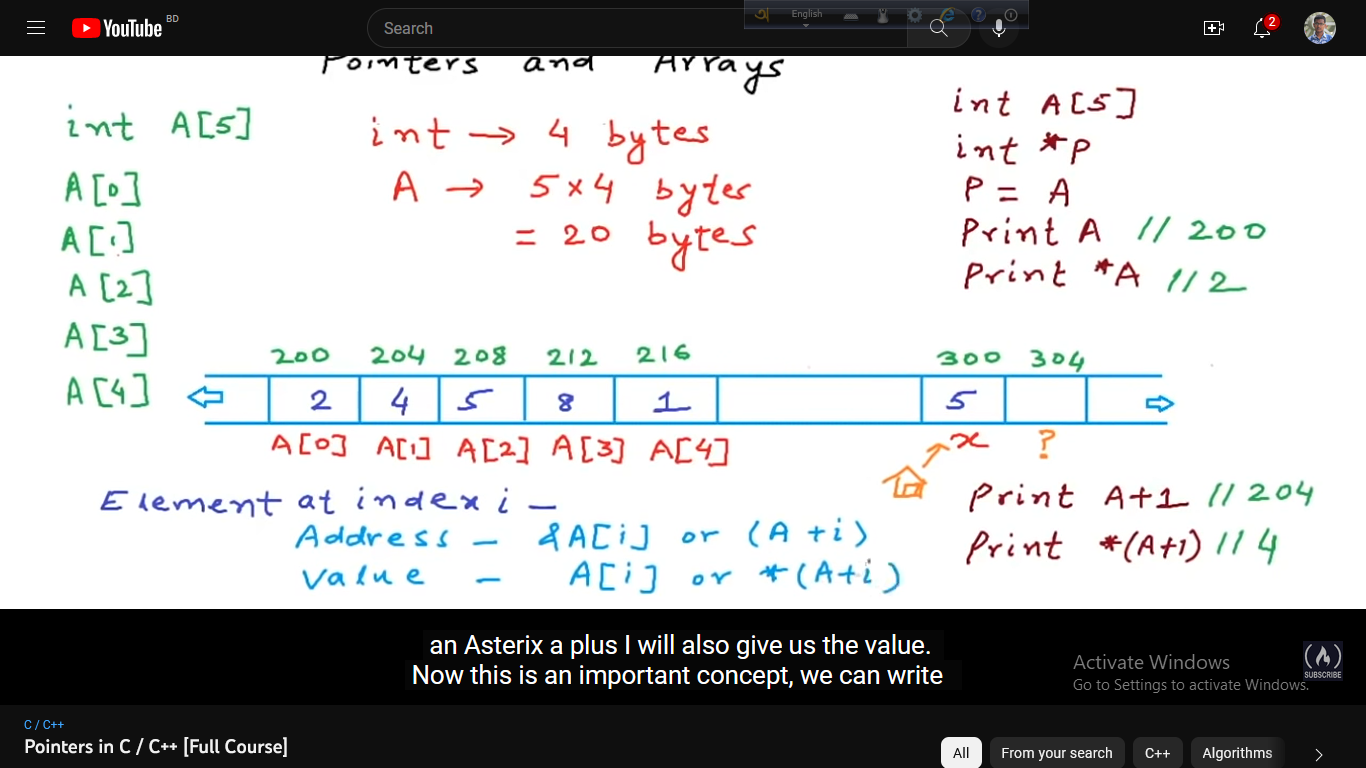 YouTube BD
Search
English
2
Pointers and Arrays
int A[5]
A[0]
A[1]
A[2]
A[3]
A[4]
int → 4 bytes
A → 5 x 4 bytes
= 20 bytes
int A[5]
int *P
P = A
Print A // 200
Print *A // 2
200 204 208 212 216 300 304
2 4 5 8 1 5
A[0] A[1] A[2] A[3] A[4] x ?
Element at index i –
Address – &A[i] or (A + i)
Value – A[i] or *(A+i)
Print A+1 // 204
Print *(A+1) // 4
an Asterix a plus I will also give us the value.
Now this is an important concept, we can write
Activate Windows
Go to Settings to activate Windows.
SUBSCRIBE
C / C++
Pointers in C / C++ [Full Course]
All From your search C++ Algorithms